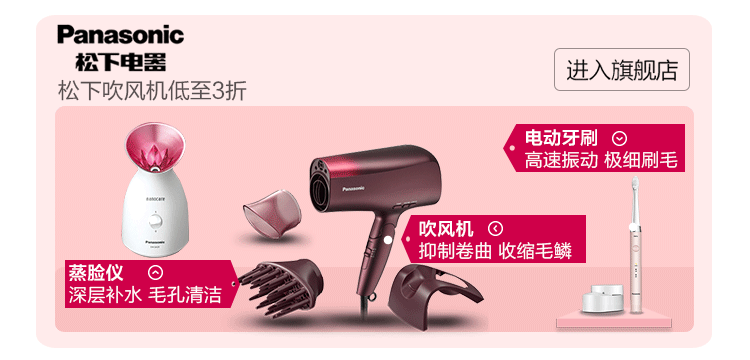 Panasonic
松下电器
松下吹风机低至3折
进入旗舰店
电动牙刷
高速振动 极细刷毛
nanocare
Panasonic
Panasonic
吹风机
抑制卷曲 收缩毛鳞
蒸脸仪
深层补水 毛孔清洁